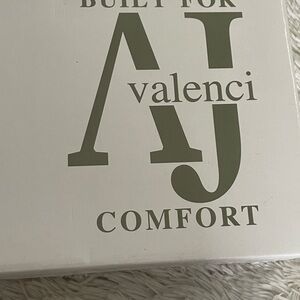 BUILT FOR
AJ
valenci
COMFORT